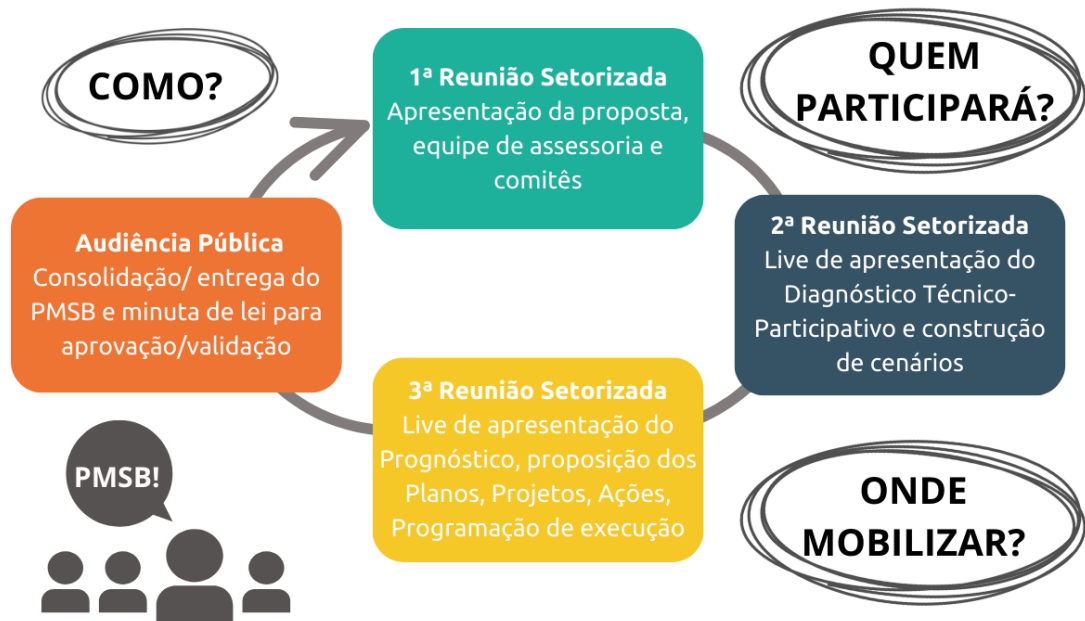 COMO?
1ª Reunião Setorizada
Apresentação da proposta,
equipe de assessoria e
comitês
QUEM
PARTICIPARÁ?
2ª Reunião Setorizada
Live de apresentação do
Diagnóstico Técnico-
Participativo e construção
de cenários
3ª Reunião Setorizada
Live de apresentação do
Prognóstico, proposição dos
Planos, Projetos, Ações,
Programação de execução
Audiência Pública
Consolidação/ entrega do
PMSB e minuta de lei para
aprovação/validação
PMSB!
ONDE
MOBILIZAR?